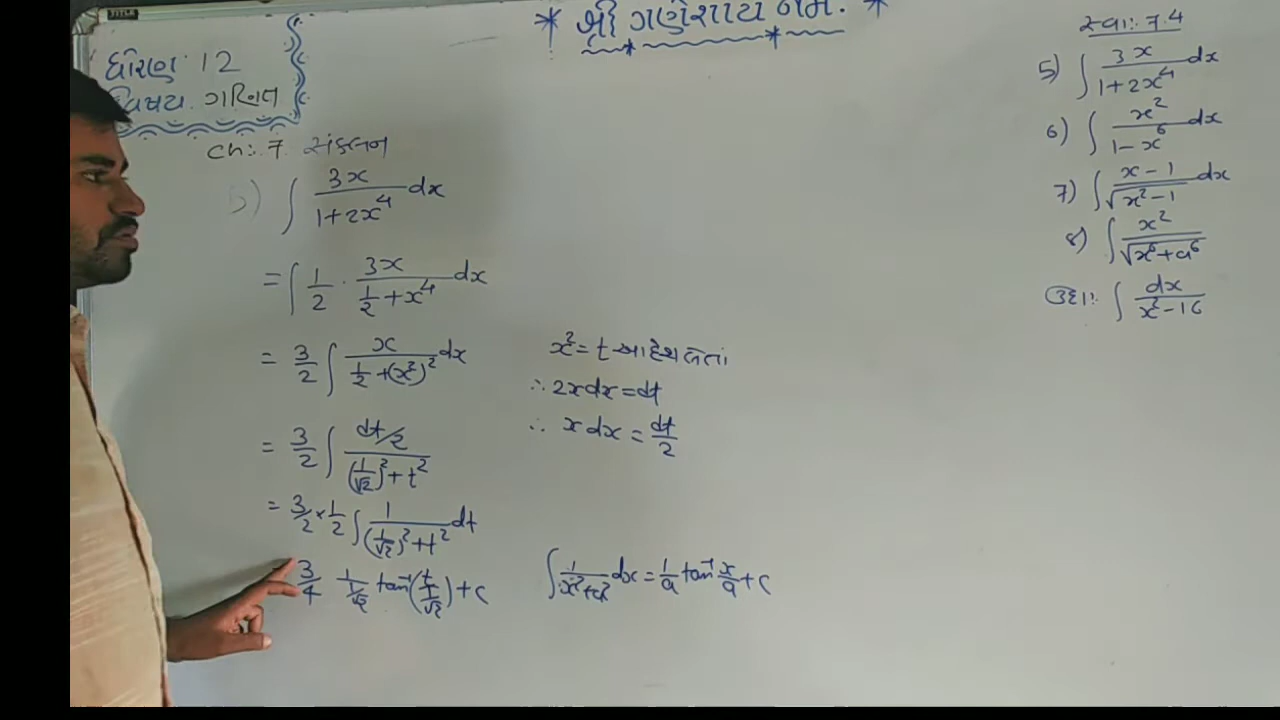 * શ્રી ગણેશાય નમઃ *
ધોરણ: 12
વિષય: ગણિત
Ch: 7 સંકલન
5) ∫ 3x / (1+2x⁴) dx
= ∫ 1/2 · 3x / (1/2 + x⁴) dx
= 3/2 ∫ x / (1/2 + (x²)²) dx
x² = t આદેશ લેતાં
∴ 2x dx = dt
∴ x dx = dt/2
= 3/2 ∫ (dt/2) / ((1/√2)² + t²)
= 3/2 × 1/2 ∫ 1 / ((1/√2)² + t²) dt
3/4 1/(1/√2) tan⁻¹(t/(1/√2)) + c
∫ 1/(x²+a²) dx = 1/a tan⁻¹ x/a + c
સ્વા: 7.4
5) ∫ 3x / (1+2x⁴) dx
6) ∫ x² / (1-x⁶) dx
7) ∫ (x-1) / √(x²-1) dx
8) ∫ x² / √(x⁶+a⁶)
ઉદા: ∫ dx / (x²-16)